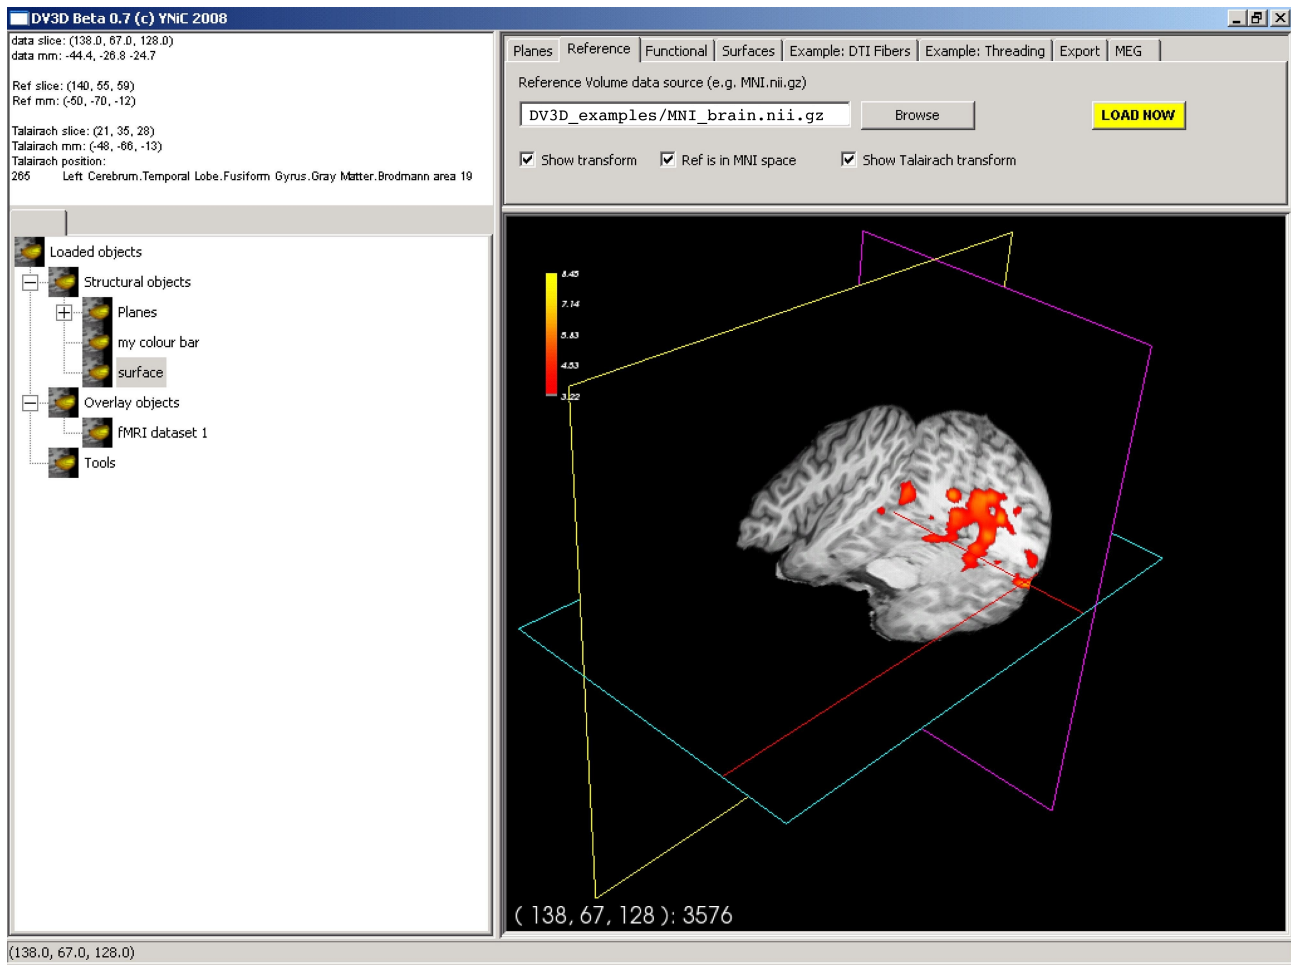 DV3D Beta 0.7 (c) YNiC 2008
data slice: (138.0, 67.0, 128.0)
data mm: -44.4, -26.8 -24.7
Ref slice: (140, 55, 59)
Ref mm: (-50, -70, -12)
Talairach slice: (21, 35, 28)
Talairach mm: (-48, -66, -13)
Talairach position:
265 Left Cerebrum.Temporal Lobe.Fusiform Gyrus.Gray Matter.Brodmann area 19
Planes Reference Functional Surfaces Example: DTI Fibers Example: Threading Export MEG
Reference Volume data source (e.g. MNI.nii.gz)
DV3D_examples/MNI_brain.nii.gz Browse LOAD NOW
Show transform Ref is in MNI space Show Talairach transform
Loaded objects
Structural objects
Planes
my colour bar
surface
Overlay objects
fMRI dataset 1
Tools
8.45
7.14
5.83
4.53
3.22
( 138, 67, 128 ): 3576
(138.0, 67.0, 128.0)